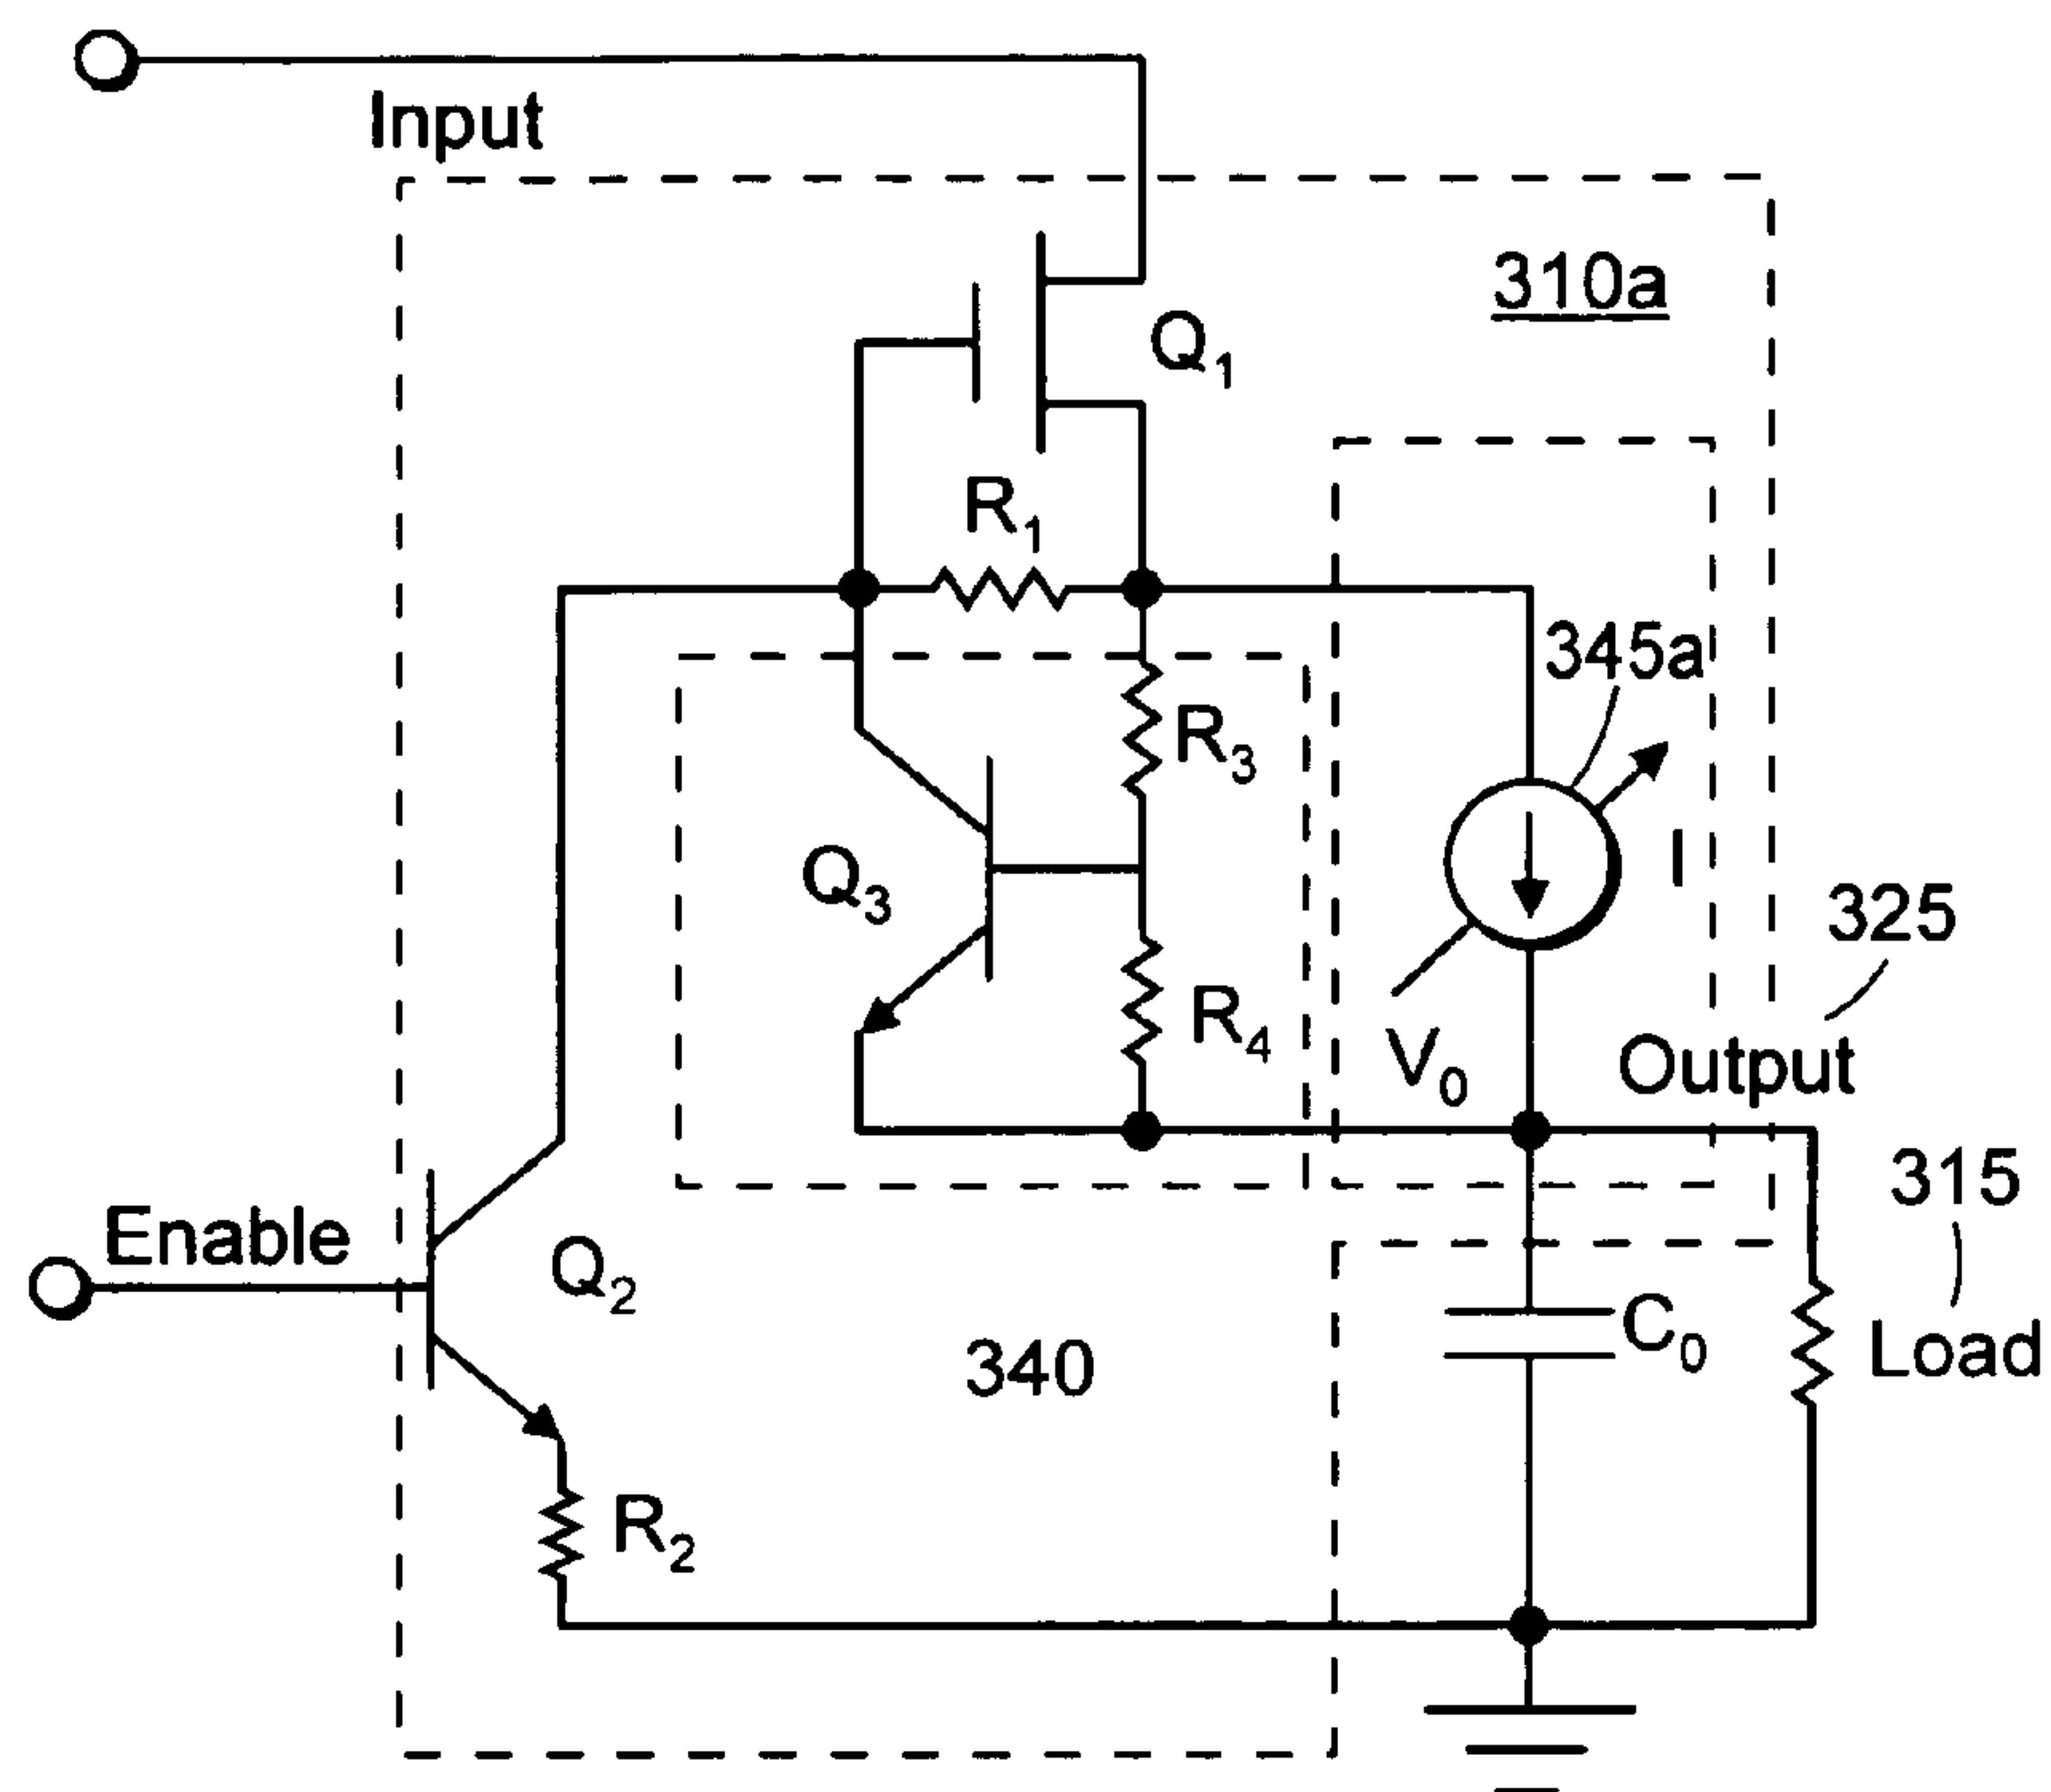 Input
310a
Q1
R1
345a
R3
Q3
I
325
R4
V0
Output
315
Enable
Q2
C0
Load
340
R2